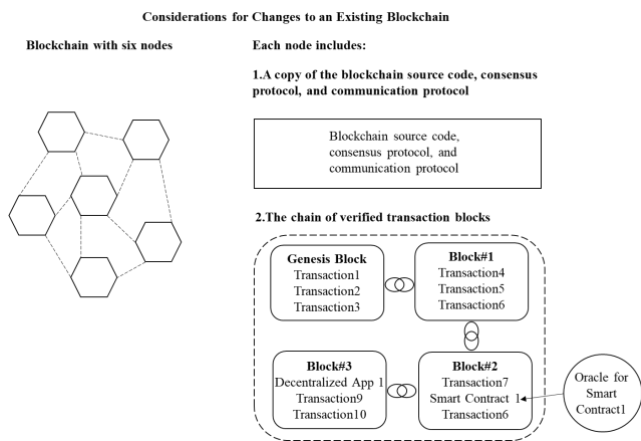 Considerations for Changes to an Existing Blockchain
Blockchain with six nodes
Each node includes:
1.A copy of the blockchain source code, consensus
protocol, and communication protocol
Blockchain source code,
consensus protocol, and
communication protocol
2.The chain of verified transaction blocks
Genesis Block
Transaction1
Transaction2
Transaction3
Block#1
Transaction4
Transaction5
Transaction6
Block#3
Decentralized App 1
Transaction9
Transaction10
Block#2
Transaction7
Smart Contract 1
Transaction6
Oracle for
Smart
Contract1